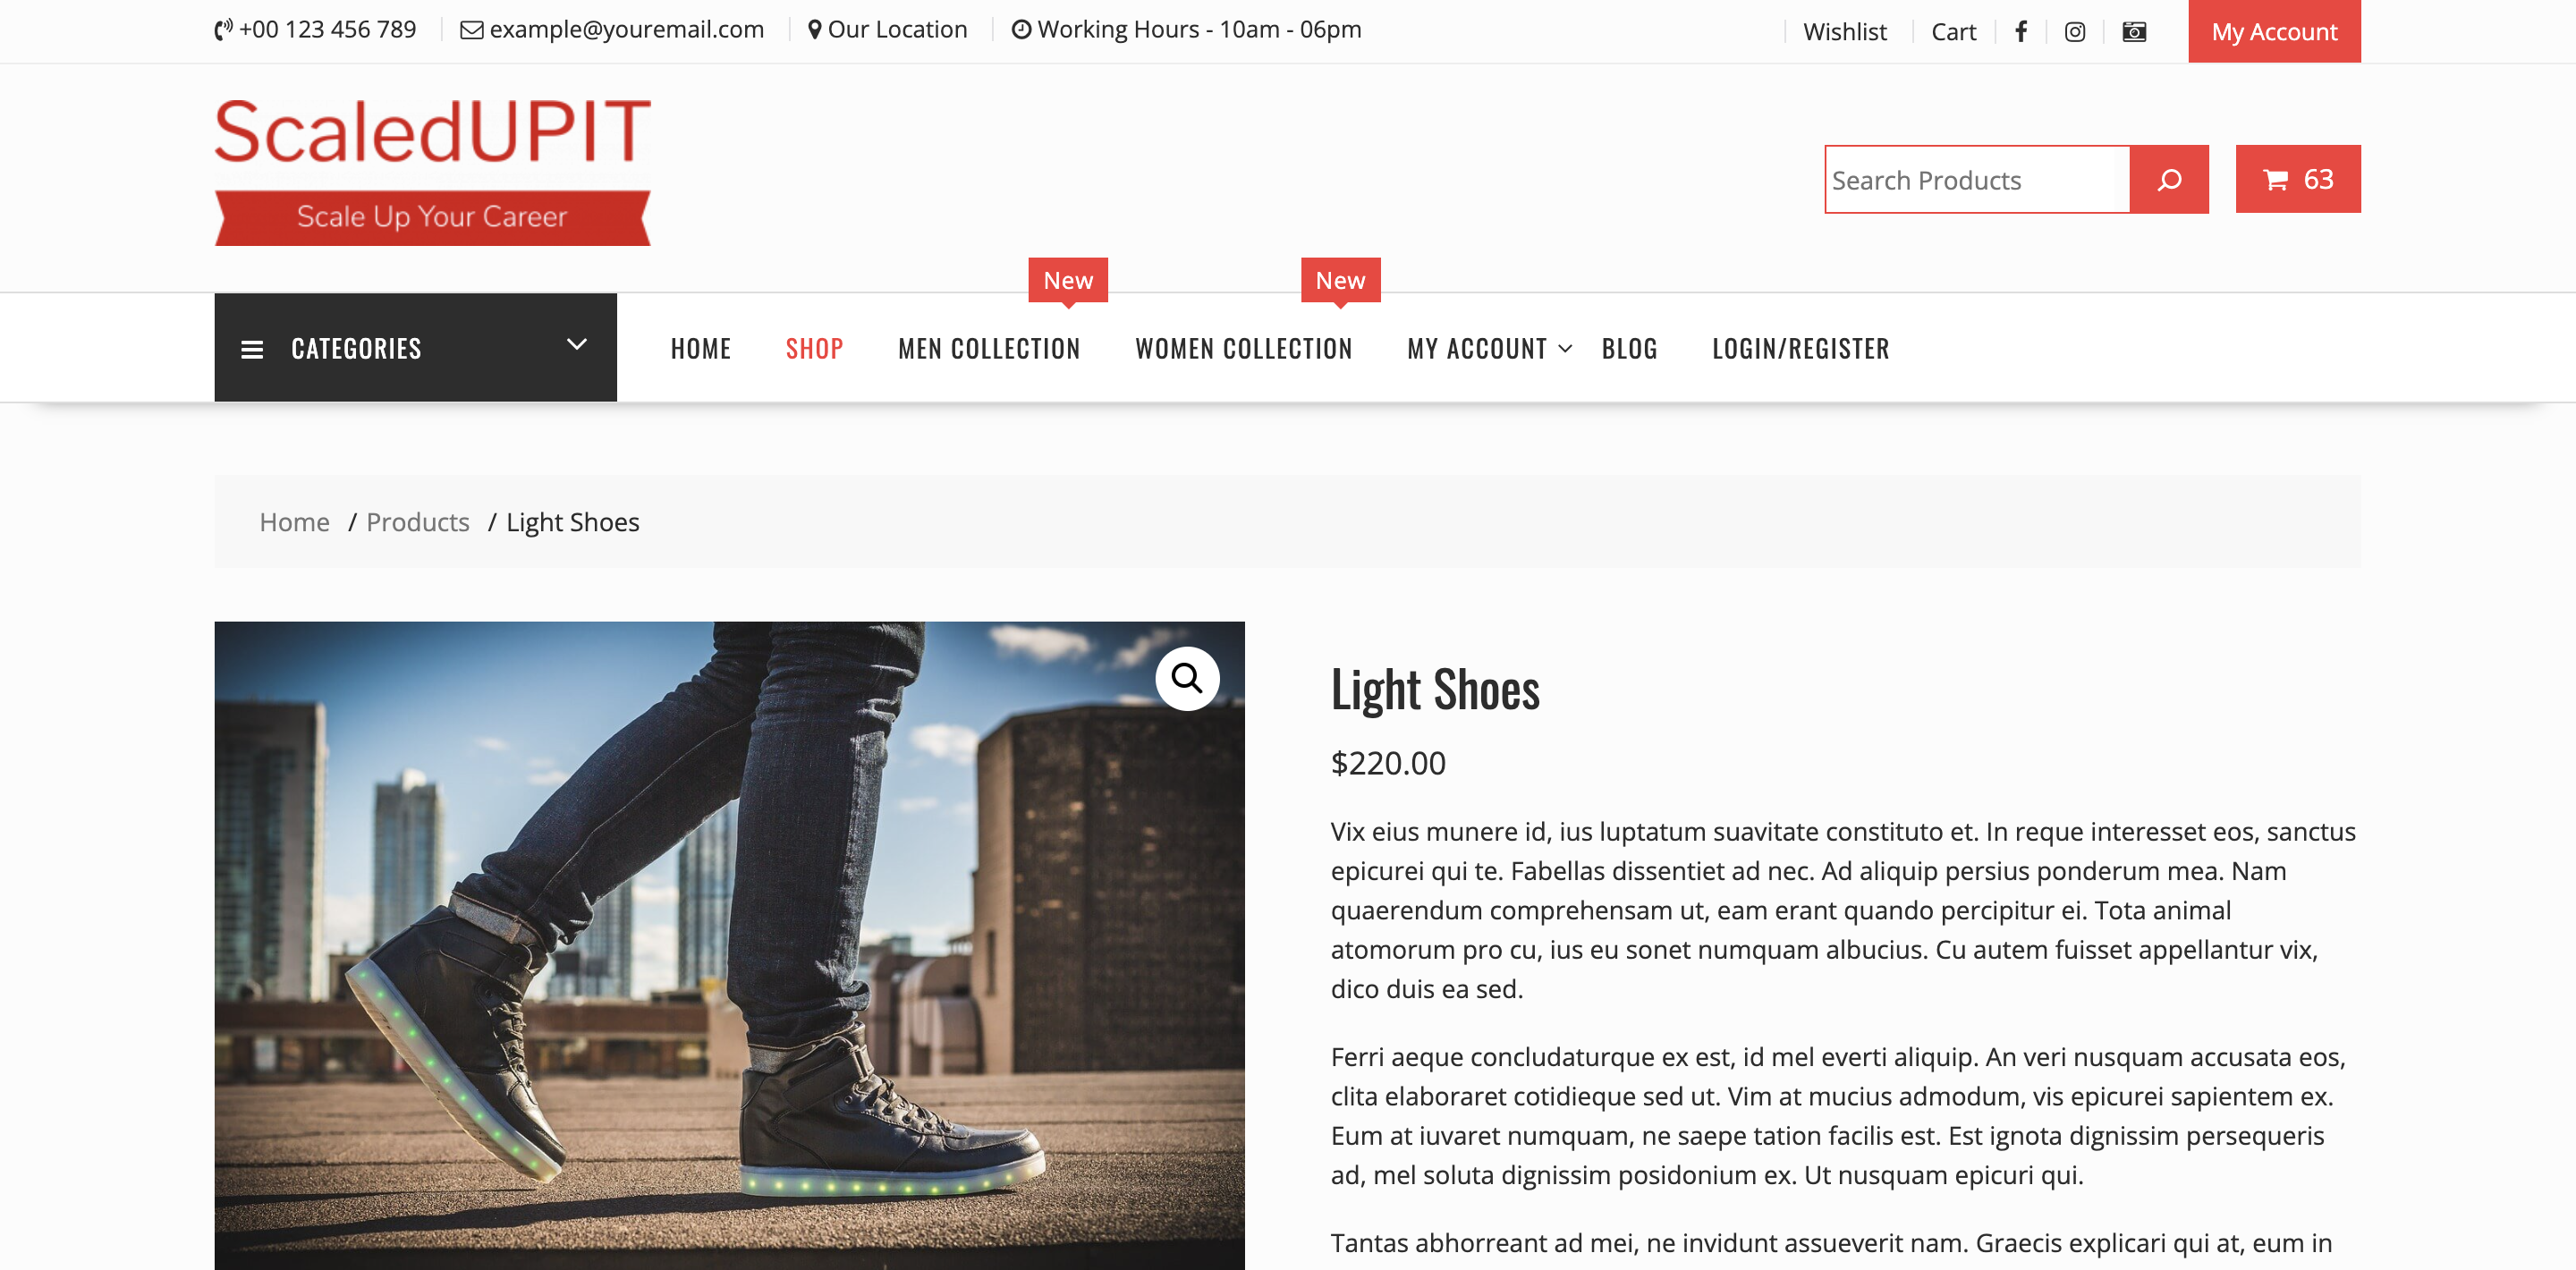 +00 123 456 789
example@youremail.com
Our Location
Working Hours - 10am - 06pm
Wishlist
Cart
My Account
ScaledUPIT
Scale Up Your Career
Search Products
63
New
New
CATEGORIES
HOME
SHOP
MEN COLLECTION
WOMEN COLLECTION
MY ACCOUNT
BLOG
LOGIN/REGISTER
Home / Products / Light Shoes
Light Shoes
$220.00
Vix eius munere id, ius luptatum suavitate constituto et. In reque interesset eos, sanctus
epicurei qui te. Fabellas dissentiet ad nec. Ad aliquip persius ponderum mea. Nam
quaerendum comprehensam ut, eam erant quando percipitur ei. Tota animal
atomorum pro cu, ius eu sonet numquam albucius. Cu autem fuisset appellantur vix,
dico duis ea sed.
Ferri aeque concludaturque ex est, id mel everti aliquip. An veri nusquam accusata eos,
clita elaboraret cotidieque sed ut. Vim at mucius admodum, vis epicurei sapientem ex.
Eum at iuvaret numquam, ne saepe tation facilis est. Est ignota dignissim persequeris
ad, mel soluta dignissim posidonium ex. Ut nusquam epicuri qui.
Tantas abhorreant ad mei, ne invidunt assueverit nam. Graecis explicari qui at, eum in